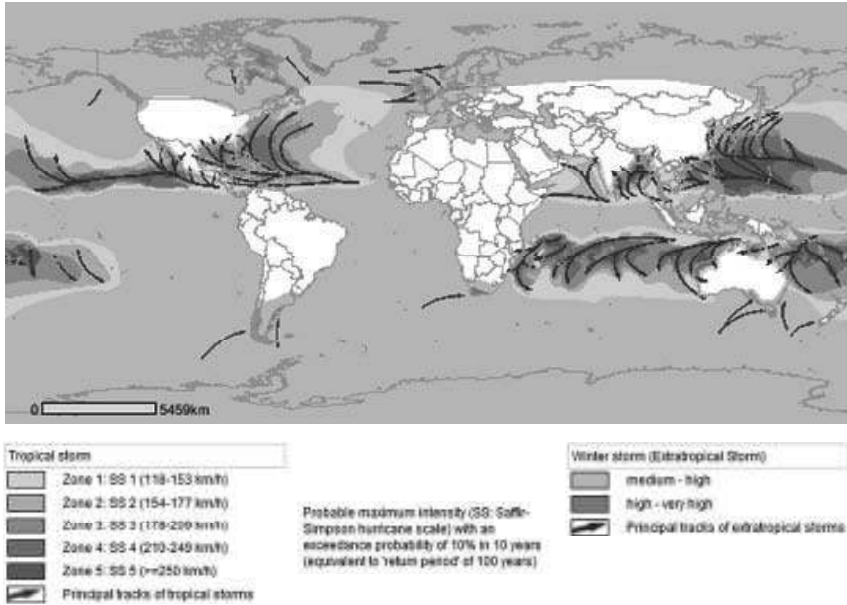 0 5459km
Tropical storm
Zone 1: SS 1 (118-153 km/h)
Zone 2: SS 2 (154-177 km/h)
Zone 3: SS 3 (178-209 km/h)
Zone 4: SS 4 (210-249 km/h)
Zone 5: SS 5 (>=250 km/h)
Principal tracks of tropical storms
Probable maximum intensity (SS: Saffir-
Simpson hurricane scale) with an
exceedance probability of 10% in 10 years
(equivalent to 'return period' of 100 years)
Winter storm (Extratropical Storm)
medium - high
high - very high
Principal tracks of extratropical storms